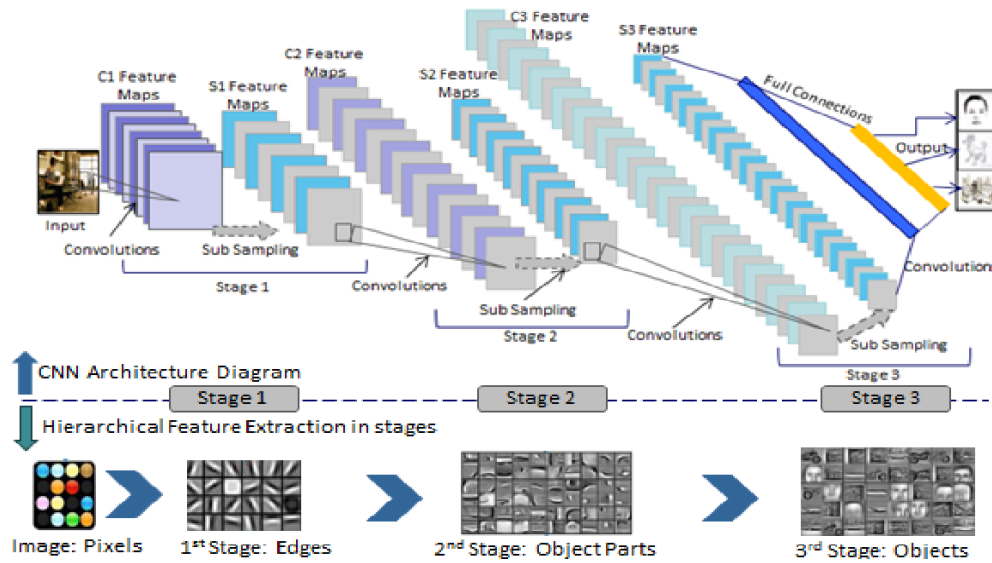 C3 Feature
Maps
S3 Feature
Maps
C2 Feature
Maps
S2 Feature
Maps
C1 Feature
Maps
S1 Feature
Maps
Full Connections
Output
Input
Convolutions
Sub Sampling
Stage 1
Convolutions
Sub Sampling
Stage 2
Convolutions
Convolutions
Sub Sampling
Stage 3
CNN Architecture Diagram
Stage 1
Stage 2
Stage 3
Hierarchical Feature Extraction in stages
Image: Pixels
1st Stage: Edges
2nd Stage: Object Parts
3rd Stage: Objects